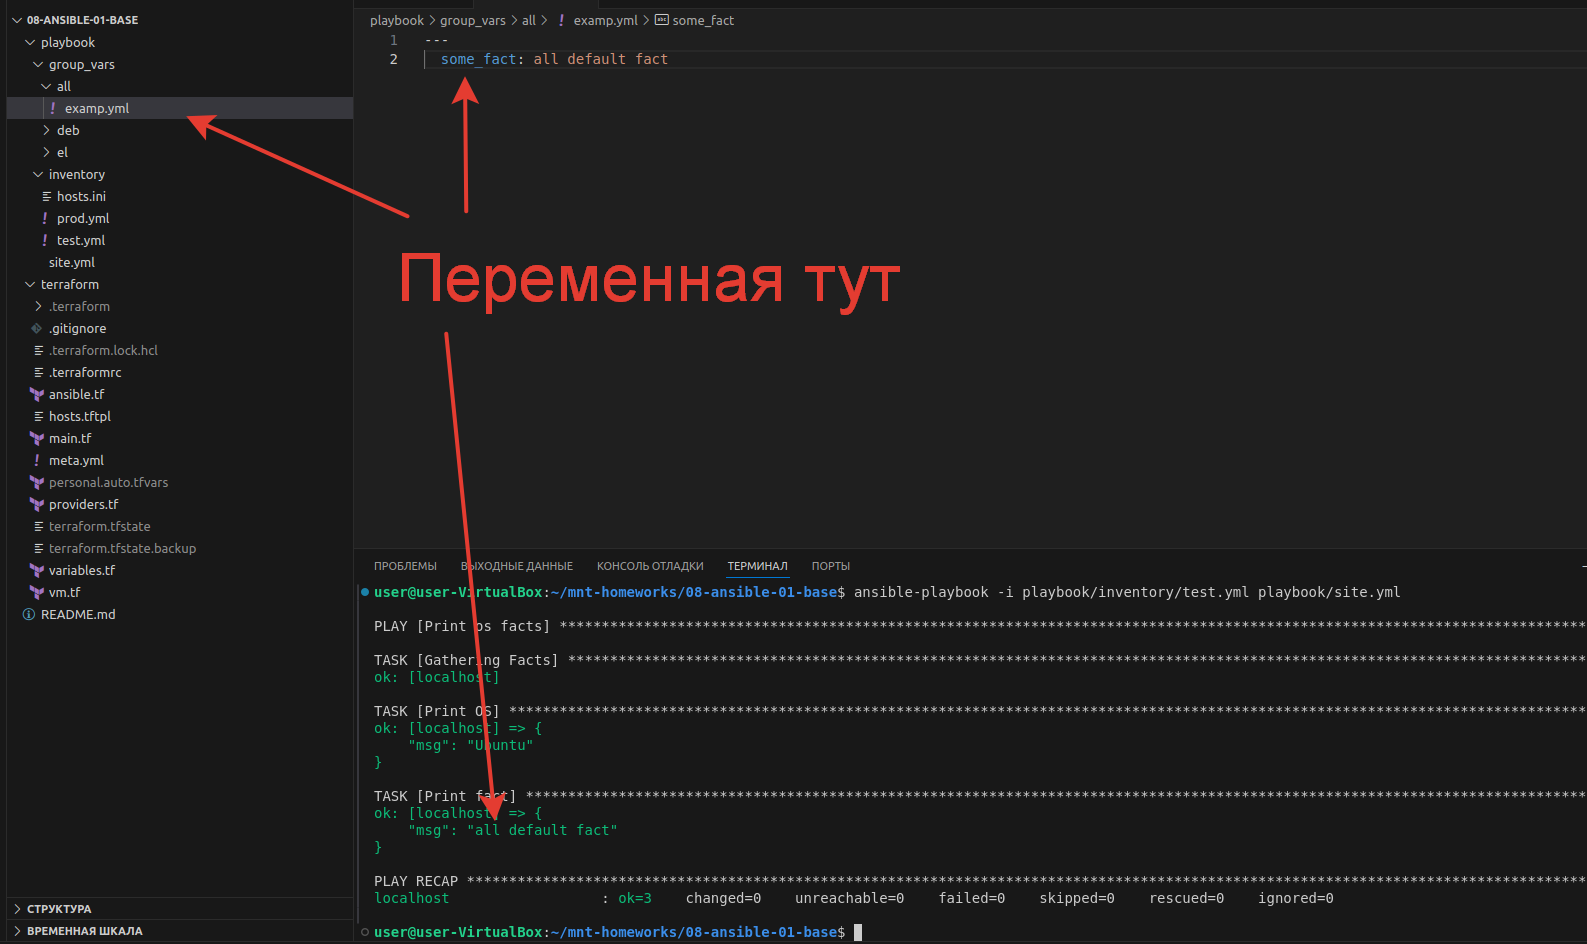 08-ANSIBLE-01-BASE
playbook
group_vars
all
! examp.yml
deb
el
inventory
hosts.ini
! prod.yml
! test.yml
site.yml
terraform
.terraform
.gitignore
.terraform.lock.hcl
.terraformrc
ansible.tf
hosts.tftpl
main.tf
! meta.yml
personal.auto.tfvars
providers.tf
terraform.tfstate
terraform.tfstate.backup
variables.tf
vm.tf
README.md
СТРУКТУРА
ВРЕМЕННАЯ ШКАЛА
playbook > group_vars > all > ! examp.yml > some_fact
1 ---
2 some_fact: all default fact
Переменная тут
ПРОБЛЕМЫ ВЫХОДНЫЕ ДАННЫЕ КОНСОЛЬ ОТЛАДКИ ТЕРМИНАЛ ПОРТЫ
user@user-VirtualBox:~/mnt-homeworks/08-ansible-01-base$ ansible-playbook -i playbook/inventory/test.yml playbook/site.yml
PLAY [Print os facts] ******************************************************************************************************************************
TASK [Gathering Facts] *****************************************************************************************************************************
ok: [localhost]
TASK [Print OS] ************************************************************************************************************************************
ok: [localhost] => {
"msg": "Ubuntu"
}
TASK [Print fact] **********************************************************************************************************************************
ok: [localhost] => {
"msg": "all default fact"
}
PLAY RECAP *****************************************************************************************************************************************
localhost : ok=3 changed=0 unreachable=0 failed=0 skipped=0 rescued=0 ignored=0
user@user-VirtualBox:~/mnt-homeworks/08-ansible-01-base$